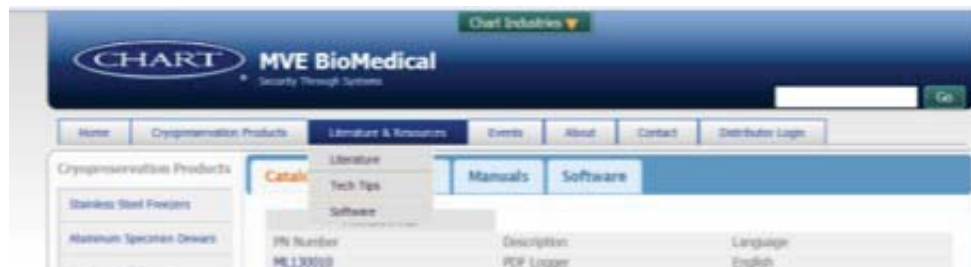 Chart Industries
CHART
MVE BioMedical
Security Through Systems
Go
Home Cryopreservation Products Literature & Resources Events About Contact Distributor Login
Cryopreservation Products
Literature
Tech Tips
Software
Catalo
Manuals Software
Stainless Steel Freezers
Aluminum Specimen Dewars
PN Number Description Language
ML130010 PDF Logger English